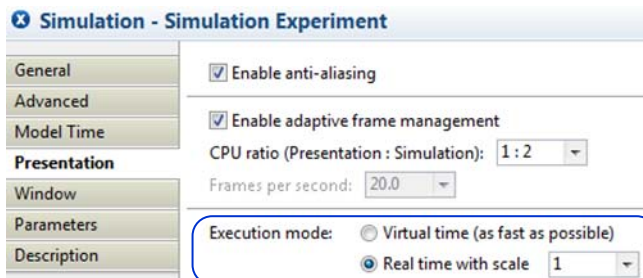 Simulation - Simulation Experiment
General
Advanced
Model Time
Presentation
Window
Parameters
Description
Enable anti-aliasing
Enable adaptive frame management
CPU ratio (Presentation : Simulation): 1 : 2
Frames per second: 20.0
Execution mode: Virtual time (as fast as possible)
Real time with scale 1